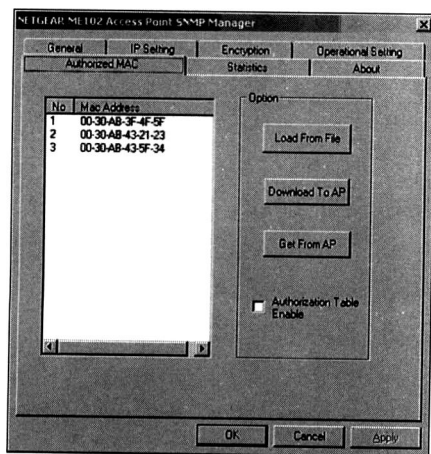 NETGEAR ME102 Access Point SNMP Manager
General IP Setting Encryption Operational Setting
Authorized MAC Statistics About
No Mac Address
1 00-30-AB-3F-4F-5F
2 00-30-AB-43-21-23
3 00-30-AB-43-5F-34
Option
Load From File
Download To AP
Get From AP
Authorization Table
Enable
OK Cancel Apply